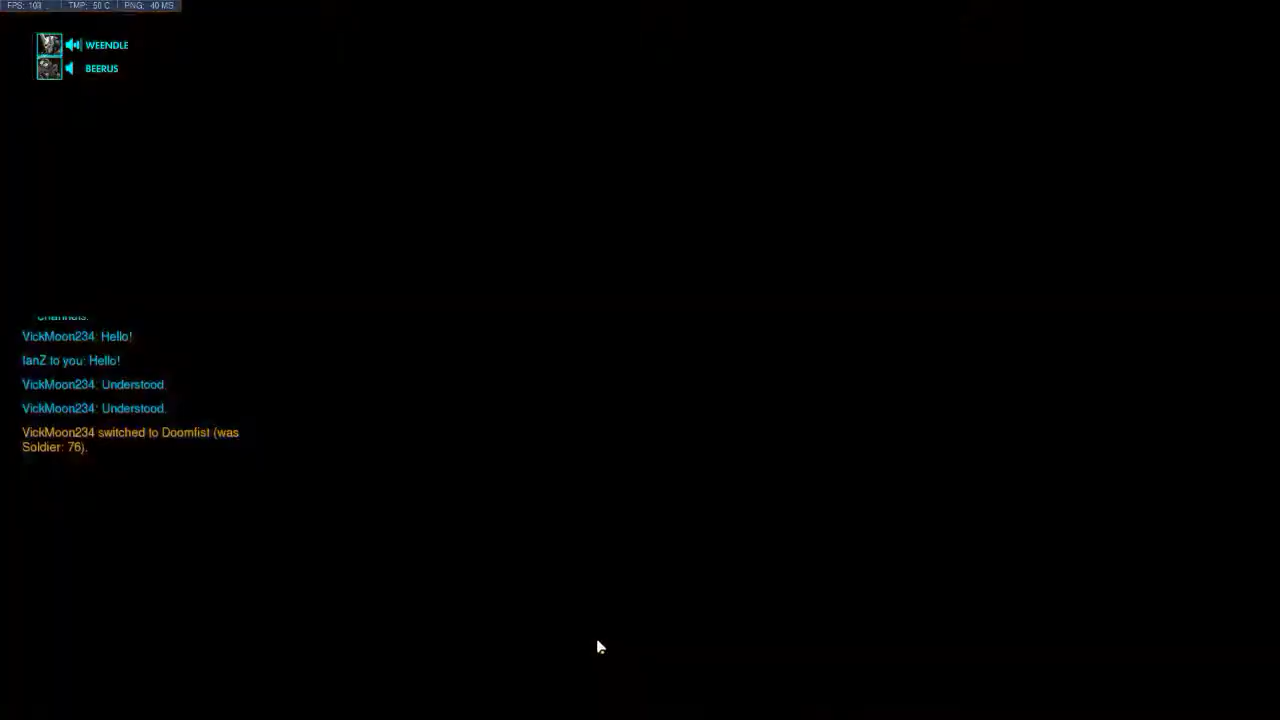 FPS: 103 TMP: 50 C PNG: 40 MS
WEENDLE
BEERUS
channels.
VickMoon234: Hello!
IanZ to you: Hello!
VickMoon234: Understood.
VickMoon234: Understood.
VickMoon234 switched to Doomfist (was
Soldier: 76).